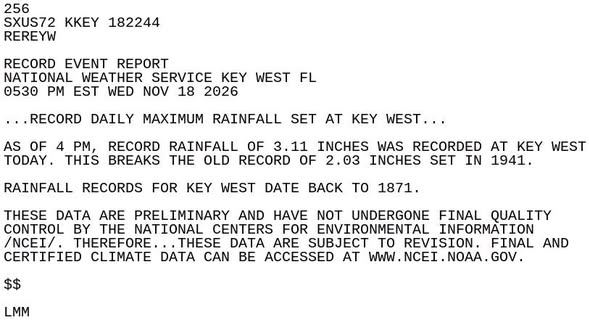 256
SXUS72 KKEY 182244
REREYW
RECORD EVENT REPORT
NATIONAL WEATHER SERVICE KEY WEST FL
0530 PM EST WED NOV 18 2026
...RECORD DAILY MAXIMUM RAINFALL SET AT KEY WEST...
AS OF 4 PM, RECORD RAINFALL OF 3.11 INCHES WAS RECORDED AT KEY WEST
TODAY. THIS BREAKS THE OLD RECORD OF 2.03 INCHES SET IN 1941.
RAINFALL RECORDS FOR KEY WEST DATE BACK TO 1871.
THESE DATA ARE PRELIMINARY AND HAVE NOT UNDERGONE FINAL QUALITY
CONTROL BY THE NATIONAL CENTERS FOR ENVIRONMENTAL INFORMATION
/NCEI/. THEREFORE...THESE DATA ARE SUBJECT TO REVISION. FINAL AND
CERTIFIED CLIMATE DATA CAN BE ACCESSED AT WWW.NCEI.NOAA.GOV.
$$
LMM